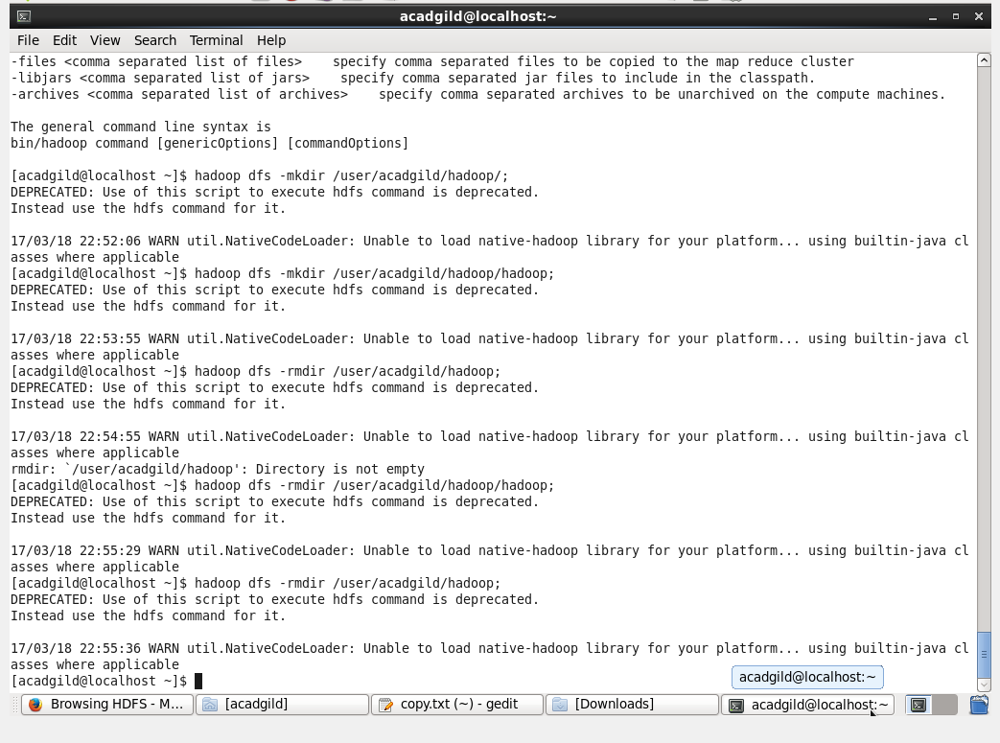 acadgild@localhost:~
File Edit View Search Terminal Help
-files <comma separated list of files>    specify comma separated files to be copied to the map reduce cluster
-libjars <comma separated list of jars>    specify comma separated jar files to include in the classpath.
-archives <comma separated list of archives>    specify comma separated archives to be unarchived on the compute machines.
The general command line syntax is
bin/hadoop command [genericOptions] [commandOptions]
[acadgild@localhost ~]$ hadoop dfs -mkdir /user/acadgild/hadoop/;
DEPRECATED: Use of this script to execute hdfs command is deprecated.
Instead use the hdfs command for it.
17/03/18 22:52:06 WARN util.NativeCodeLoader: Unable to load native-hadoop library for your platform... using builtin-java cl
asses where applicable
[acadgild@localhost ~]$ hadoop dfs -mkdir /user/acadgild/hadoop/hadoop;
DEPRECATED: Use of this script to execute hdfs command is deprecated.
Instead use the hdfs command for it.
17/03/18 22:53:55 WARN util.NativeCodeLoader: Unable to load native-hadoop library for your platform... using builtin-java cl
asses where applicable
[acadgild@localhost ~]$ hadoop dfs -rmdir /user/acadgild/hadoop;
DEPRECATED: Use of this script to execute hdfs command is deprecated.
Instead use the hdfs command for it.
17/03/18 22:54:55 WARN util.NativeCodeLoader: Unable to load native-hadoop library for your platform... using builtin-java cl
asses where applicable
rmdir: `/user/acadgild/hadoop': Directory is not empty
[acadgild@localhost ~]$ hadoop dfs -rmdir /user/acadgild/hadoop/hadoop;
DEPRECATED: Use of this script to execute hdfs command is deprecated.
Instead use the hdfs command for it.
17/03/18 22:55:29 WARN util.NativeCodeLoader: Unable to load native-hadoop library for your platform... using builtin-java cl
asses where applicable
[acadgild@localhost ~]$ hadoop dfs -rmdir /user/acadgild/hadoop;
DEPRECATED: Use of this script to execute hdfs command is deprecated.
Instead use the hdfs command for it.
17/03/18 22:55:36 WARN util.NativeCodeLoader: Unable to load native-hadoop library for your platform... using builtin-java cl
asses where applicable
[acadgild@localhost ~]$
acadgild@localhost:~
Browsing HDFS - M... [acadgild] copy.txt (~) - gedit [Downloads] acadgild@localhost:~